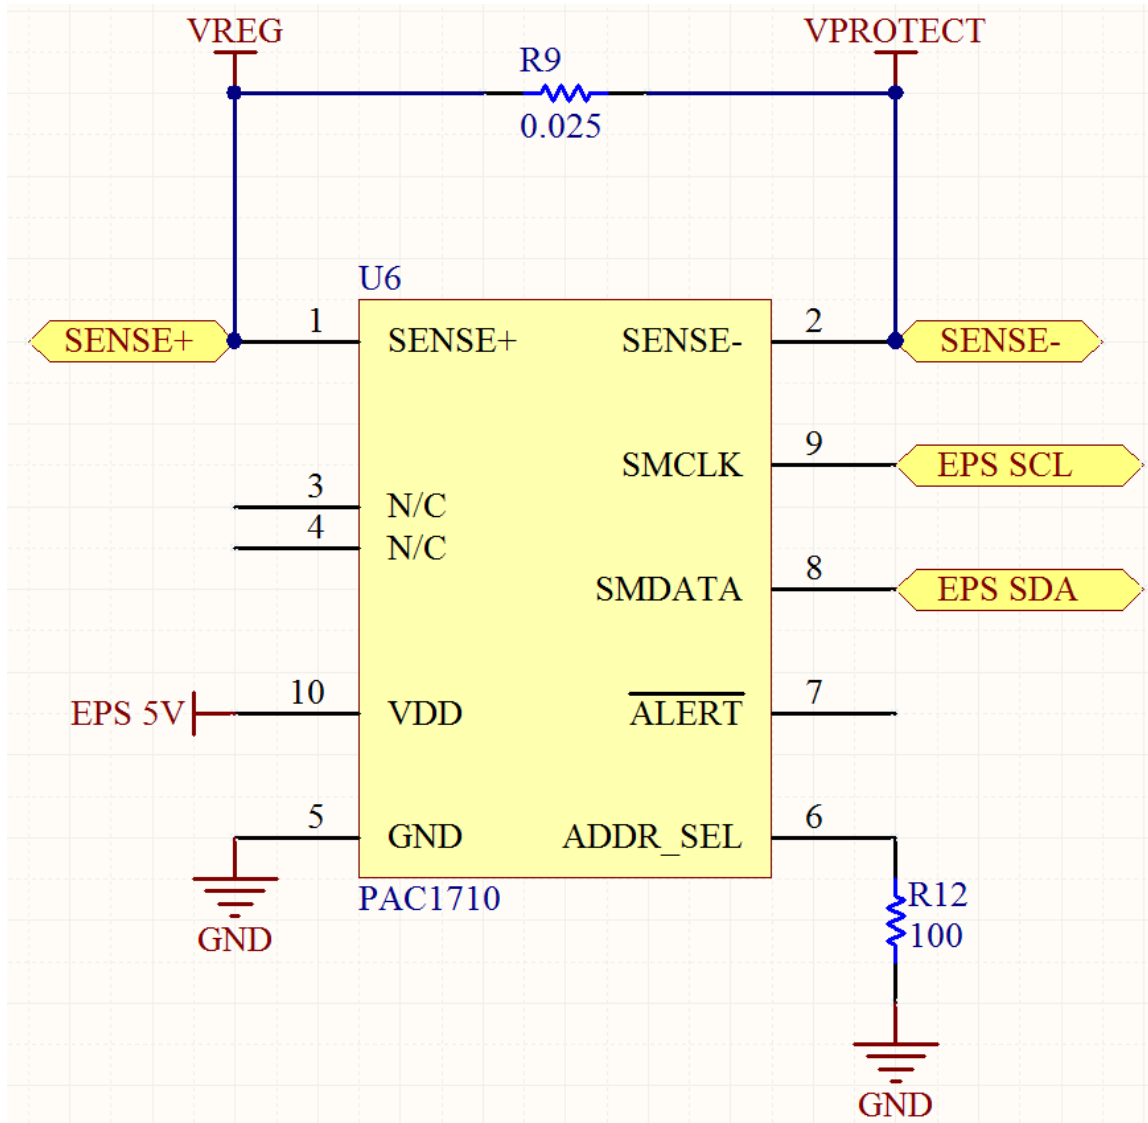 VREG
VPROTECT
R9
0.025
U6
SENSE+
1
SENSE+
SENSE-
2
SENSE-
SMCLK
9
EPS SCL
3
N/C
4
N/C
SMDATA
8
EPS SDA
EPS 5V
10
VDD
ALERT
7
5
GND
ADDR_SEL
6
PAC1710
R12
100
GND
GND